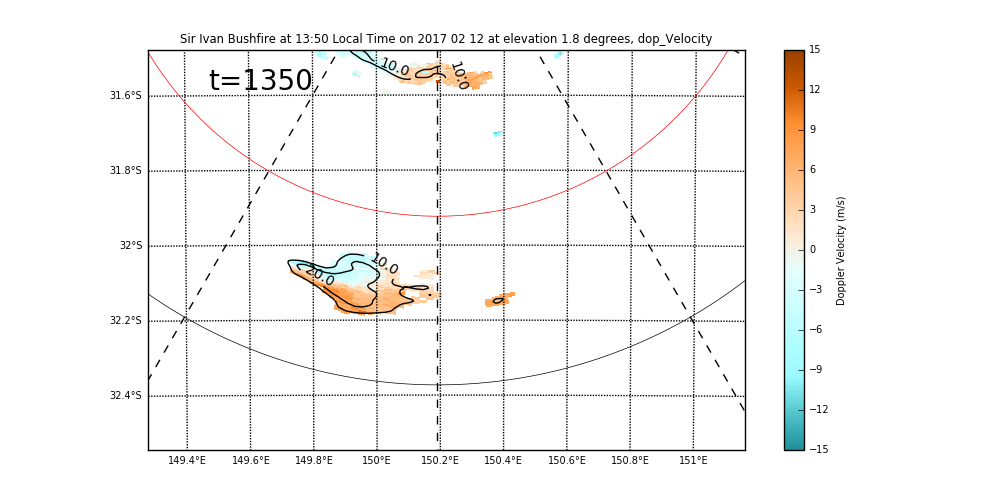 Sir Ivan Bushfire at 13:50 Local Time on 2017 02 12 at elevation 1.8 degrees, dop_Velocity
t=1350
10.0
10.0
10.0
20.0
31.6°S
31.8°S
32°S
32.2°S
32.4°S
149.4°E 149.6°E 149.8°E 150°E 150.2°E 150.4°E 150.6°E 150.8°E 151°E
15
12
9
6
3
0
−3
−6
−9
−12
−15
Doppler Velocity (m/s)